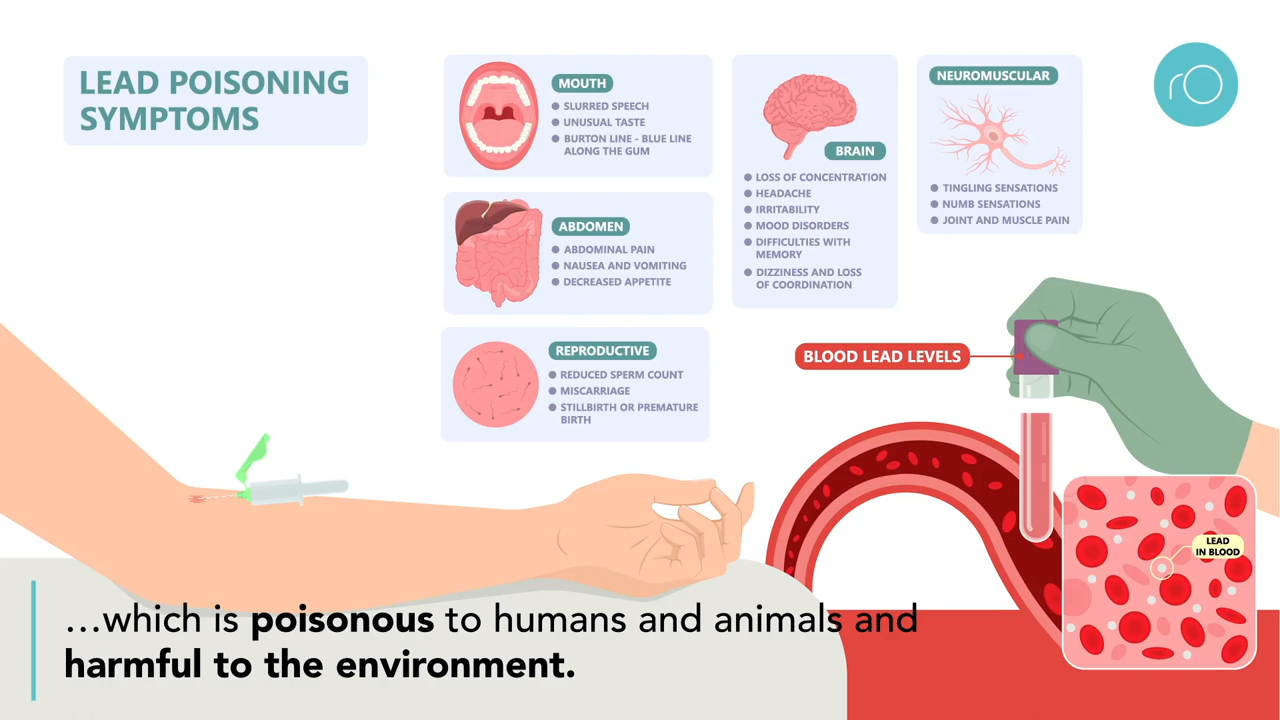 LEAD POISONING
SYMPTOMS
MOUTH
● SLURRED SPEECH
● UNUSUAL TASTE
● BURTON LINE - BLUE LINE
ALONG THE GUM
ABDOMEN
● ABDOMINAL PAIN
● NAUSEA AND VOMITING
● DECREASED APPETITE
REPRODUCTIVE
● REDUCED SPERM COUNT
● MISCARRIAGE
● STILLBIRTH OR PREMATURE
BIRTH
BRAIN
● LOSS OF CONCENTRATION
● HEADACHE
● IRRITABILITY
● MOOD DISORDERS
● DIFFICULTIES WITH
MEMORY
● DIZZINESS AND LOSS
OF COORDINATION
NEUROMUSCULAR
● TINGLING SENSATIONS
● NUMB SENSATIONS
● JOINT AND MUSCLE PAIN
ro
BLOOD LEAD LEVELS
LEAD
IN BLOOD
...which is poisonous to humans and animals and
harmful to the environment.